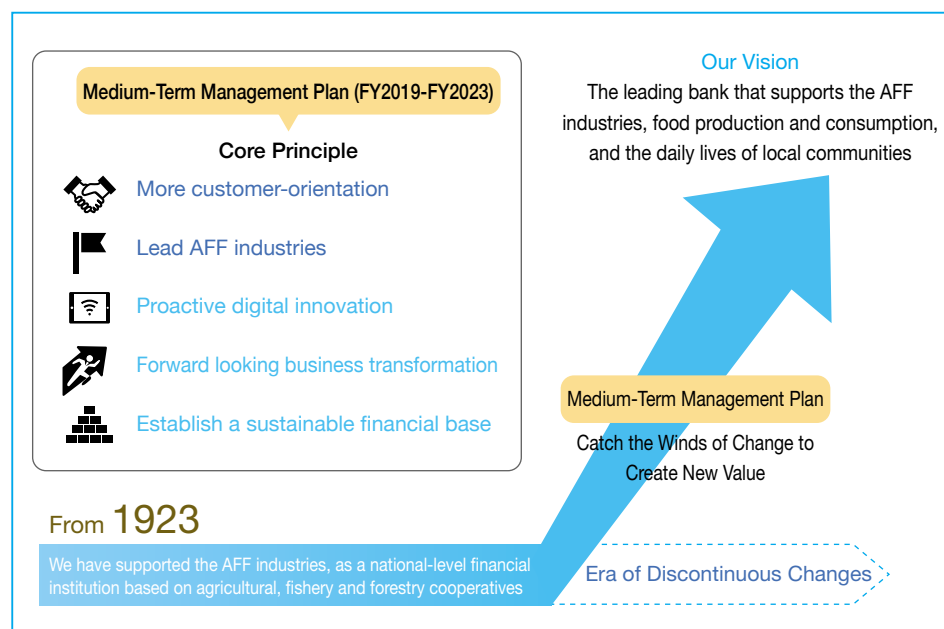 Medium-Term Management Plan (FY2019-FY2023)
Core Principle
More customer-orientation
Lead AFF industries
Proactive digital innovation
Forward looking business transformation
Establish a sustainable financial base
Our Vision
The leading bank that supports the AFF
industries, food production and consumption,
and the daily lives of local communities
Medium-Term Management Plan
Catch the Winds of Change to
Create New Value
From 1923
We have supported the AFF industries, as a national-level financial
institution based on agricultural, fishery and forestry cooperatives
Era of Discontinuous Changes